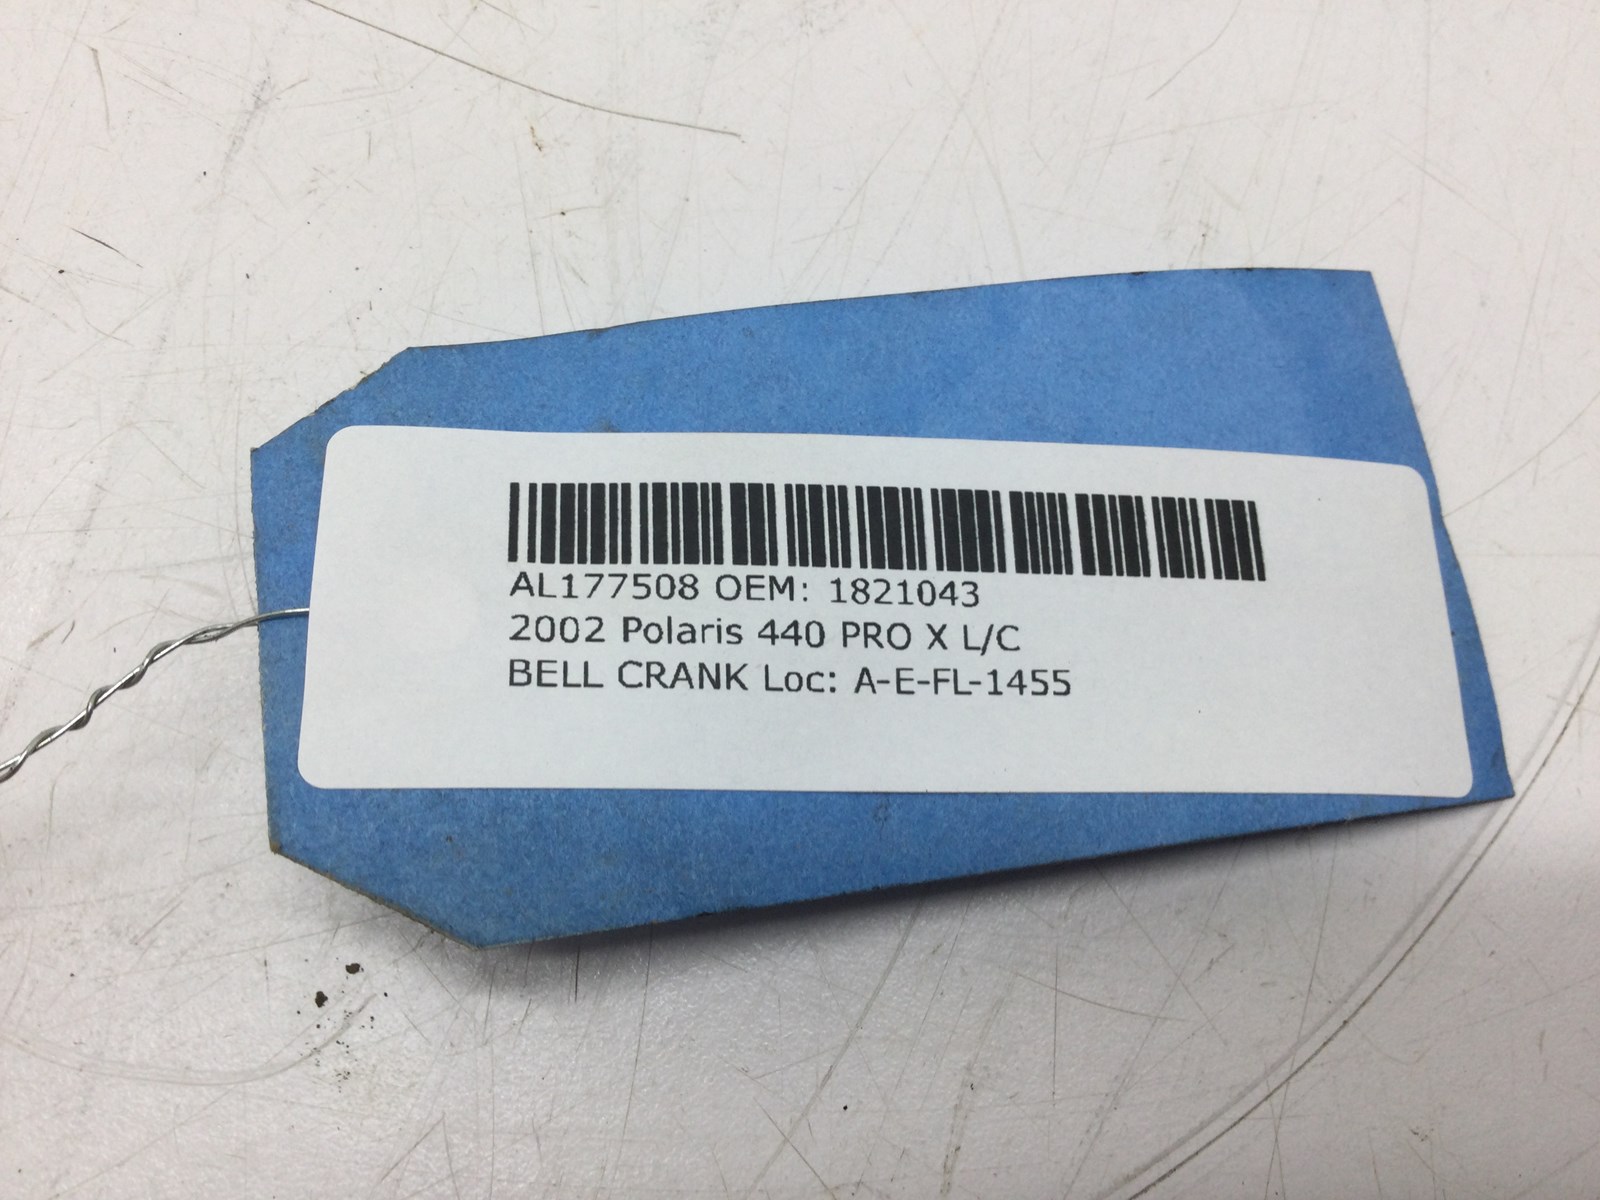 AL177508 OEM: 1821043
2002 Polaris 440 PRO X L/C
BELL CRANK Loc: A-E-FL-1455